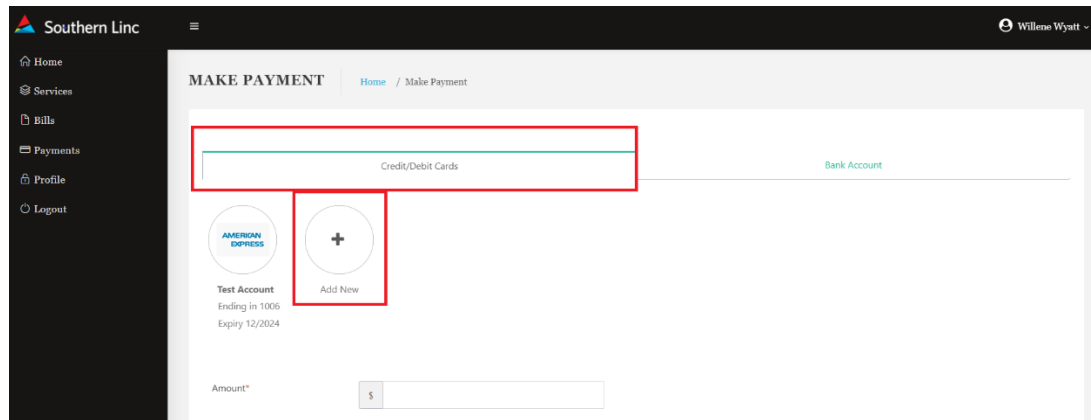 Southern Linc
Willene Wyatt
Home
Services
Bills
Payments
Profile
Logout
MAKE PAYMENT
Home / Make Payment
Credit/Debit Cards
Bank Account
AMERICAN
EXPRESS
+
Test Account
Ending in 1006
Expiry 12/2024
Add New
Amount*
$